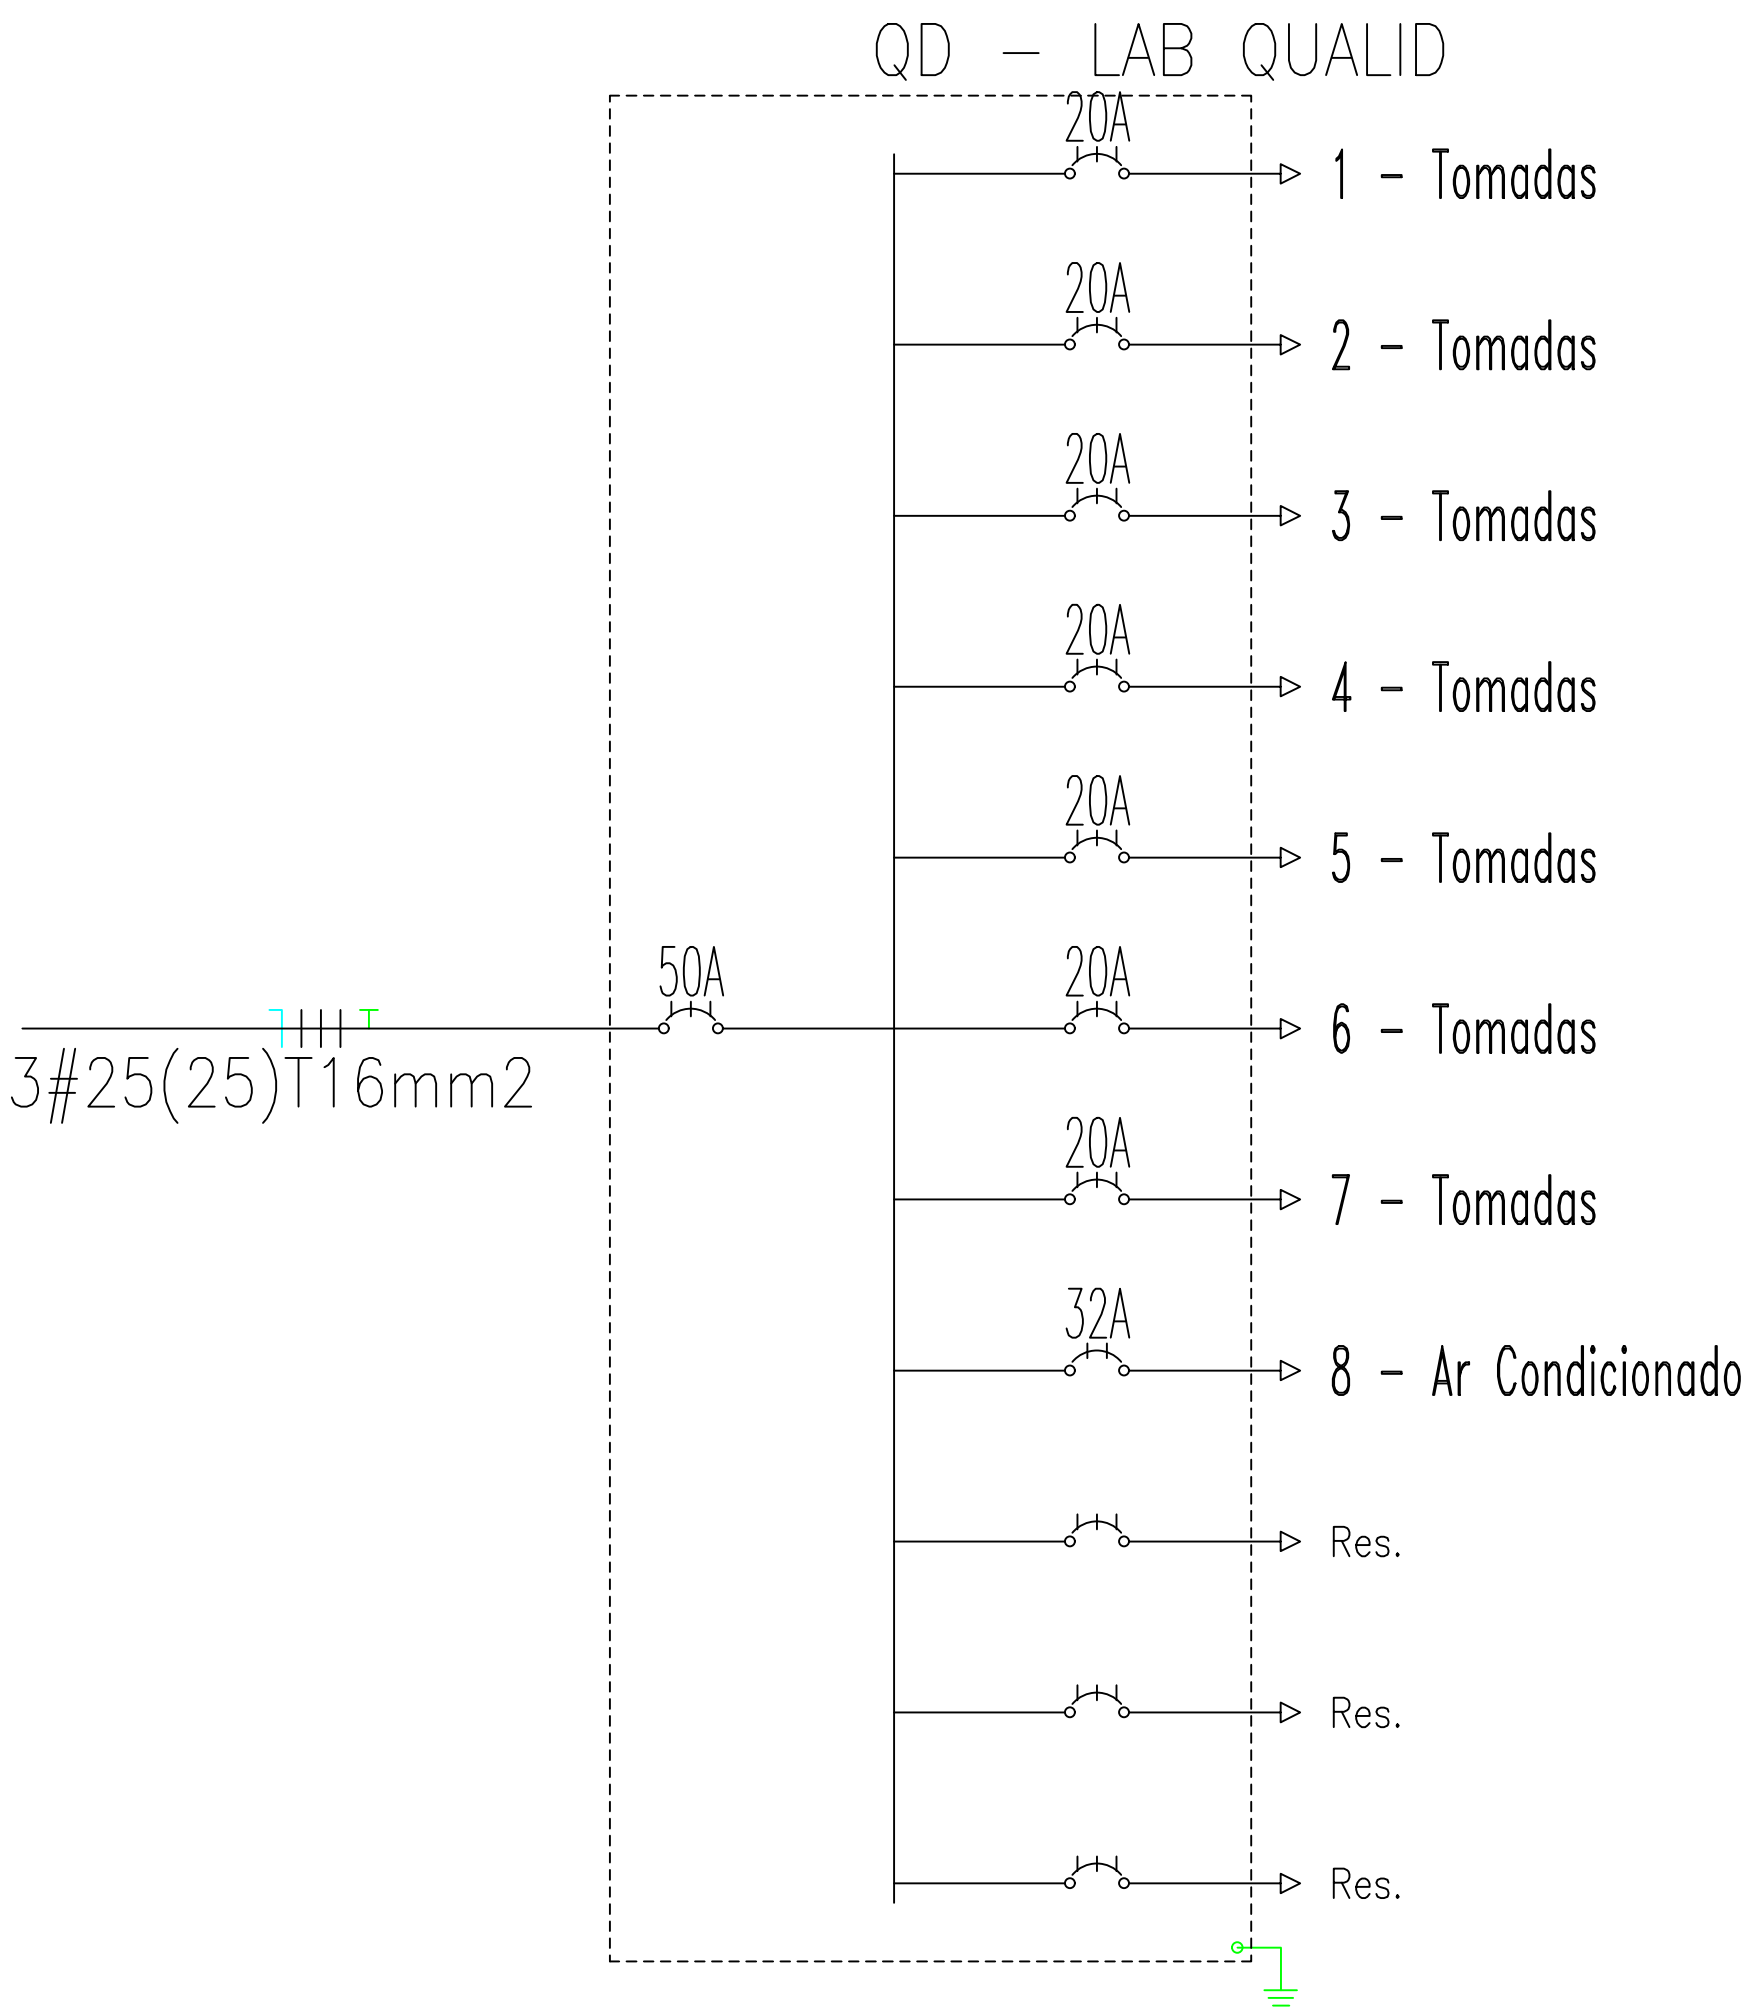 QD - LAB QUALID
20A
1 - Tomadas
20A
2 - Tomadas
20A
3 - Tomadas
20A
4 - Tomadas
20A
5 - Tomadas
50A
20A
6 - Tomadas
3#25(25)T16mm2
20A
7 - Tomadas
32A
8 - Ar Condicionado
Res.
Res.
Res.